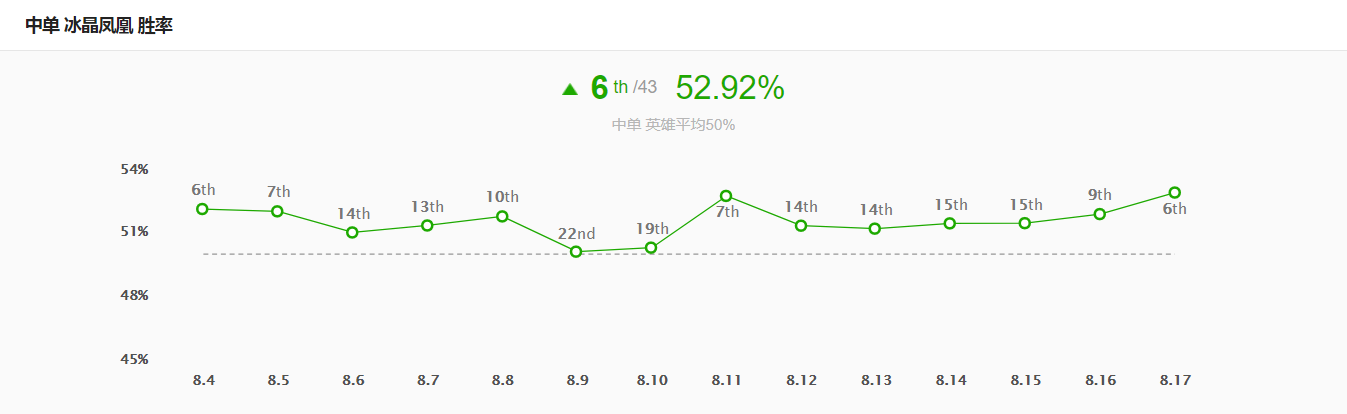 中单 冰晶凤凰 胜率
6 th /43 52.92%
中单 英雄平均50%
54%
6th 7th 14th 13th 10th 22nd 19th 7th 14th 14th 15th 15th 9th 6th
51%
48%
45%
8.4 8.5 8.6 8.7 8.8 8.9 8.10 8.11 8.12 8.13 8.14 8.15 8.16 8.17